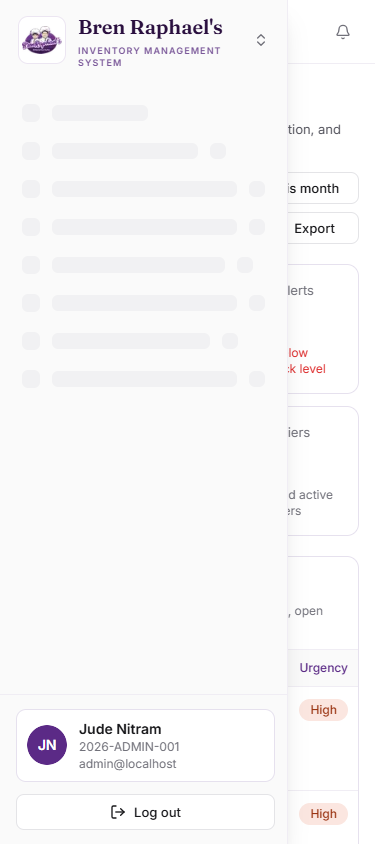 Bren Raphael's
INVENTORY MANAGEMENT
SYSTEM
tion, and
is month
Export
lerts
low
ck level
iers
d active
ers
, open
Urgency
High
High
Jude Nitram
2026-ADMIN-001
admin@localhost
JN
Log out